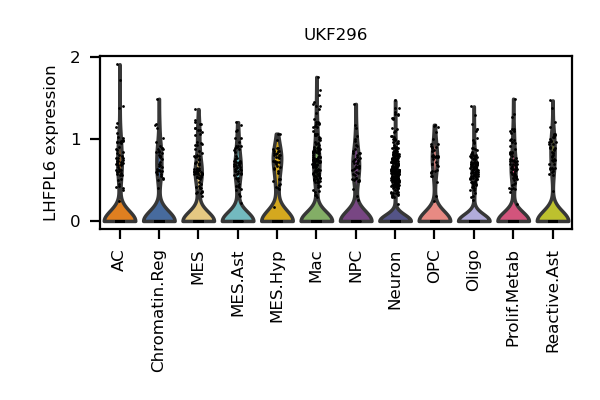 UKF296
LHFPL6 expression
2
1
0
AC
Chromatin.Reg
MES
MES.Ast
MES.Hyp
Mac
NPC
Neuron
OPC
Oligo
Prolif.Metab
Reactive.Ast